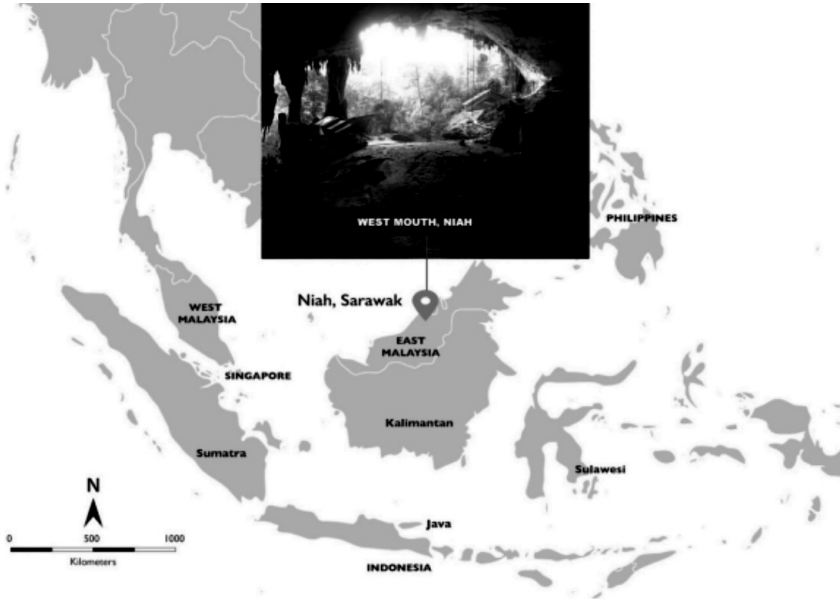 WEST MOUTH, NIAH
PHILIPPINES
Niah, Sarawak
WEST
MALAYSIA
EAST
MALAYSIA
SINGAPORE
Kalimantan
Sumatra
Sulawesi
N
Java
0 500 1000
Kilometers
INDONESIA